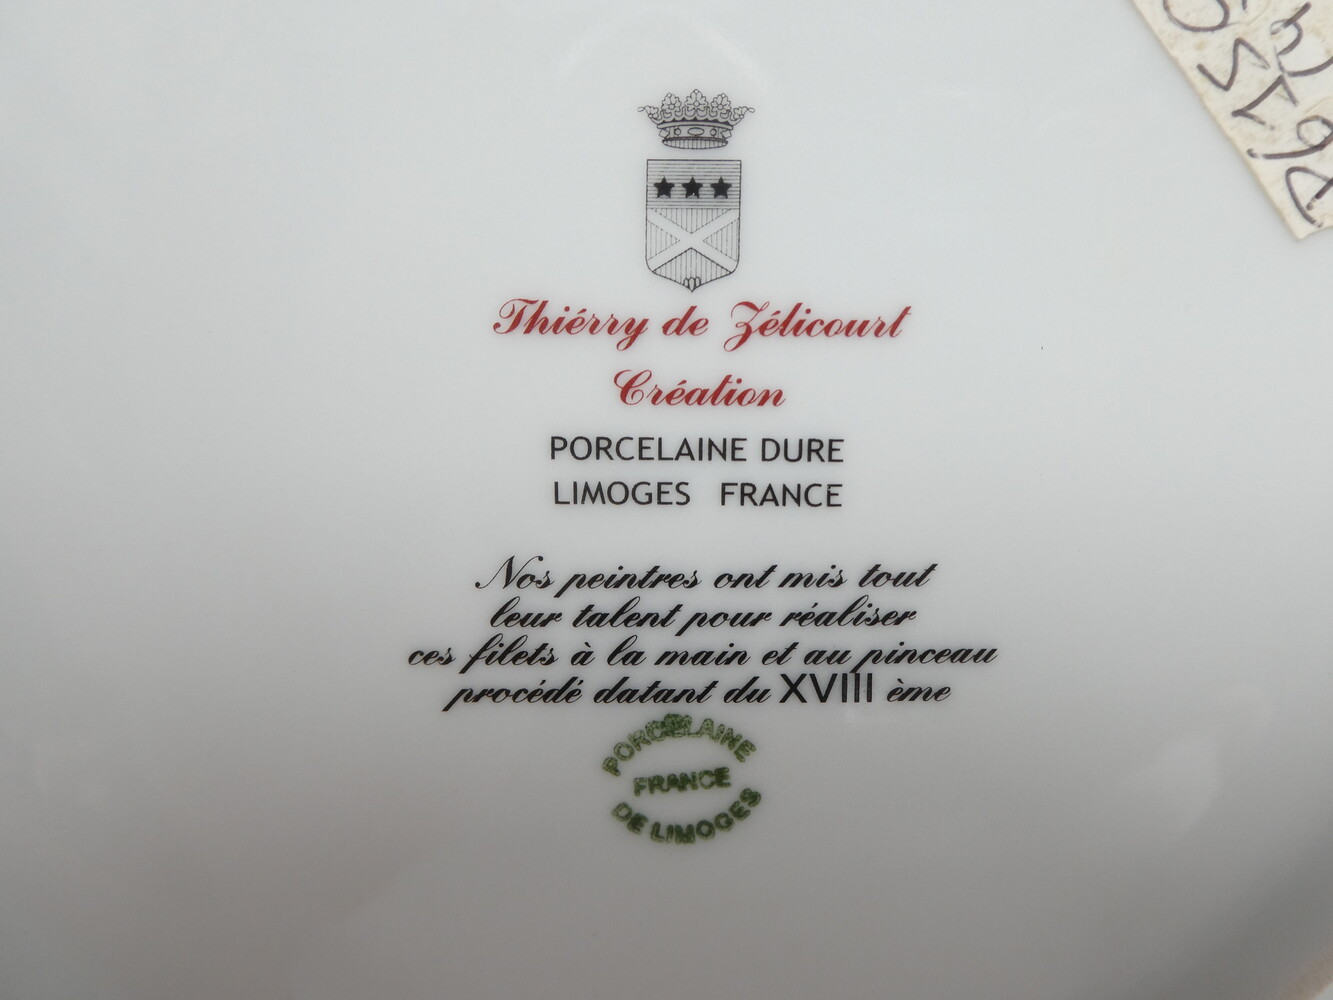 Thiérry de Zélicourt
Création
PORCELAINE DURE
LIMOGES FRANCE
Nos peintres ont mis tout
leur talent pour réaliser
ces filets à la main et au pinceau
procédé datant du XVIII ème
PORCELAINE
FRANCE
DE LIMOGES